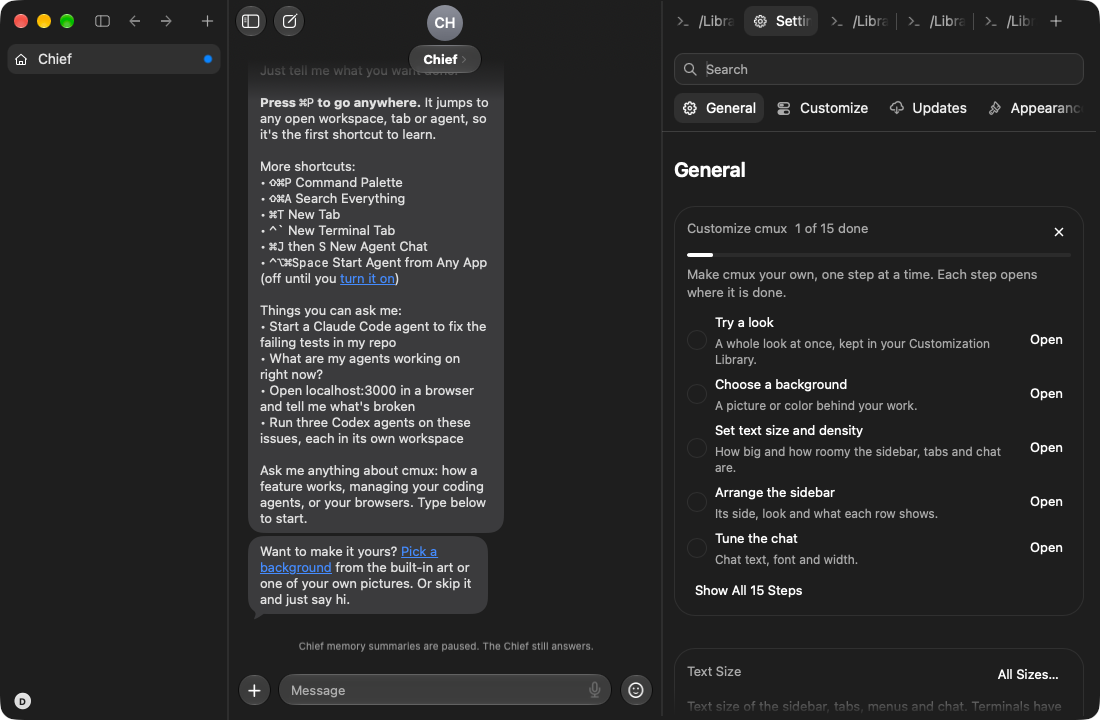 Chief
D
CH
Chief
Just tell me what you want done.
Press ⌘P to go anywhere. It jumps to
any open workspace, tab or agent, so
it's the first shortcut to learn.
More shortcuts:
• ⇧⌘P Command Palette
• ⇧⌘A Search Everything
• ⌘T New Tab
• ^` New Terminal Tab
• ⌘J then S New Agent Chat
• ^⌥⌘Space Start Agent from Any App
(off until you turn it on)
Things you can ask me:
• Start a Claude Code agent to fix the
failing tests in my repo
• What are my agents working on
right now?
• Open localhost:3000 in a browser
and tell me what's broken
• Run three Codex agents on these
issues, each in its own workspace
Ask me anything about cmux: how a
feature works, managing your coding
agents, or your browsers. Type below
to start.
Want to make it yours? Pick a
background from the built-in art or
one of your own pictures. Or skip it
and just say hi.
Chief memory summaries are paused. The Chief still answers.
Message
Search
General Customize Updates
General
Customize cmux 1 of 15 done
Make cmux your own, one step at a time. Each step opens
where it is done.
Try a look
A whole look at once, kept in your Customization
Library.
Open
Choose a background
A picture or color behind your work.
Open
Set text size and density
How big and how roomy the sidebar, tabs and chat
are.
Open
Arrange the sidebar
Its side, look and what each row shows.
Open
Tune the chat
Chat text, font and width.
Open
Show All 15 Steps
Text Size
All Sizes...
Text size of the sidebar, tabs, menus and chat. Terminals have